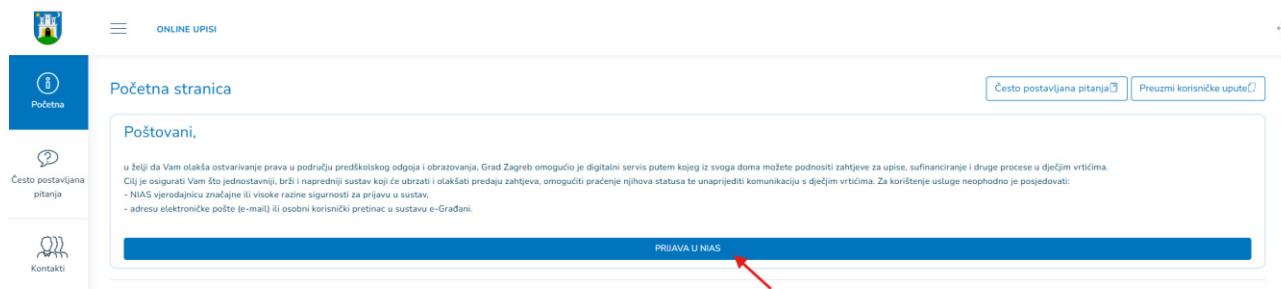 ONLINE UPISI
Početna
Često postavljana
pitanja
Kontakti
Početna stranica
Često postavljana pitanja
Preuzmi korisničke upute
Poštovani,
u želji da Vam olakša ostvarivanje prava u području predškolskog odgoja i obrazovanja, Grad Zagreb omogućio je digitalni servis putem kojeg iz svoga doma možete podnositi zahtjeve za upise, sufinanciranje i druge procese u dječjim vrtićima.
Cilj je osigurati Vam što jednostavniji, brži i napredniji sustav koji će ubrzati i olakšati predaju zahtjeva, omogućiti praćenje njihova statusa te unaprijediti komunikaciju s dječjim vrtićima. Za korištenje usluge neophodno je posjedovati:
- NIAS vjerodajnicu značajne ili visoke razine sigurnosti za prijavu u sustav,
- adresu elektroničke pošte (e-mail) ili osobni korisnički pretinac u sustavu e-Građani.
PRIJAVA U NIAS